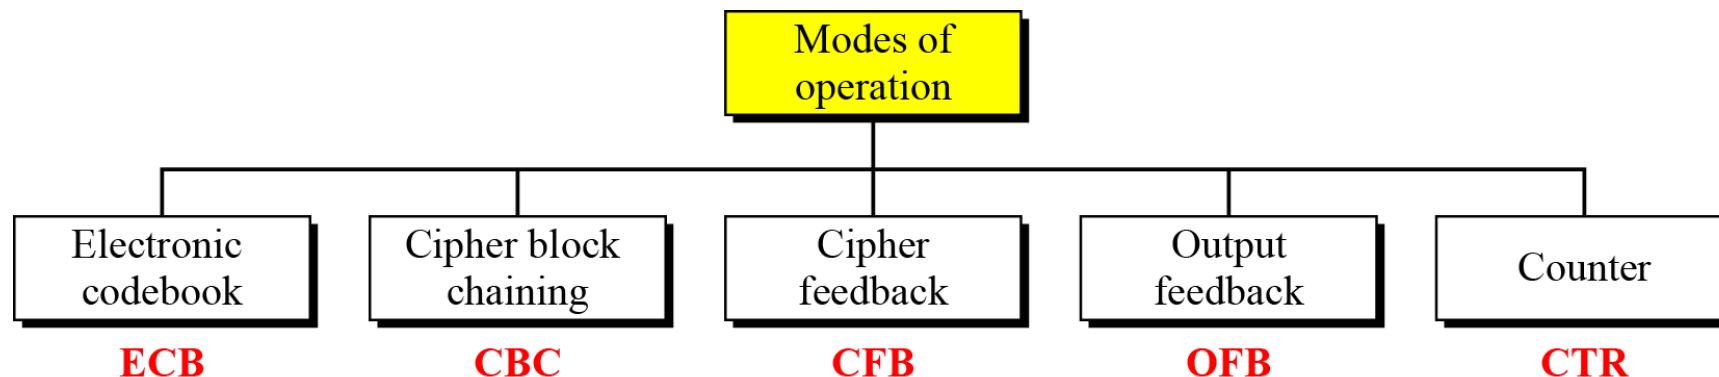 Modes of
operation
Electronic
codebook
Cipher block
chaining
Cipher
feedback
Output
feedback
Counter
ECB
CBC
CFB
OFB
CTR